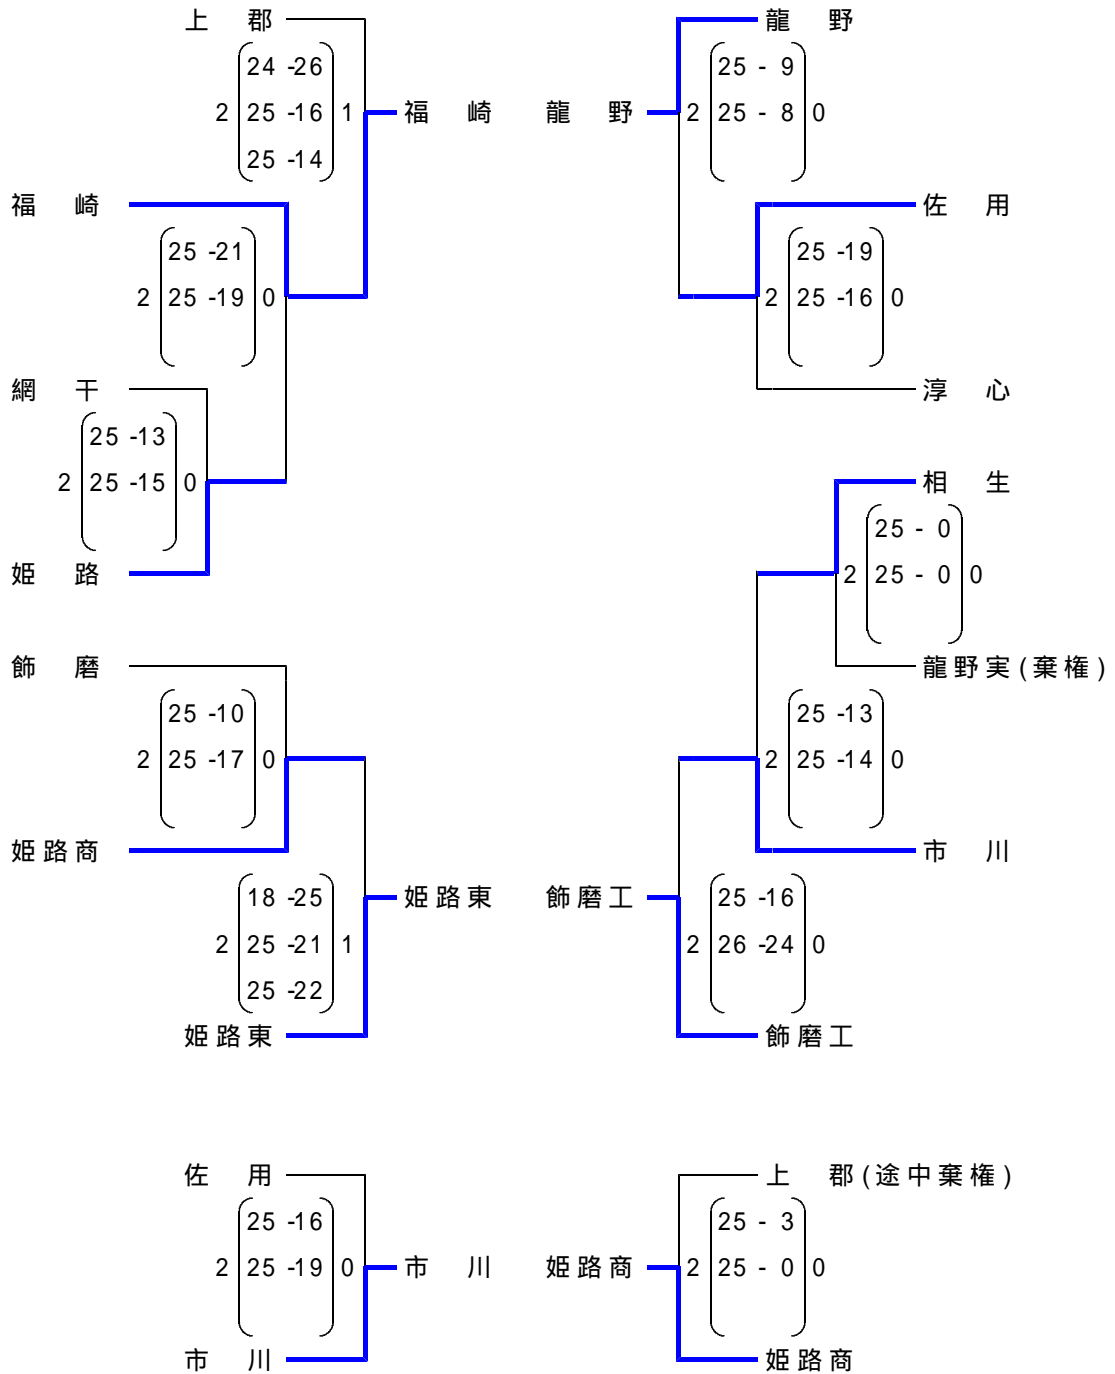 上 郡
龍 野
24 -26
25 - 9
2 25 -16 1
福 崎
龍 野
2 25 - 8 0
25 -14
福 崎
佐 用
25 -21
25 -19
2 25 -19 0
2 25 -16 0
網 干
淳 心
25 -13
2 25 -15 0
相 生
25 - 0
姫 路
2 25 - 0 0
飾 磨
龍野実(棄権)
25 -10
25 -13
2 25 -17 0
2 25 -14 0
姫路商
市 川
18 -25
姫路東
飾磨工
25 -16
2 25 -21 1
2 26 -24 0
25 -22
姫路東
飾磨工
佐 用
上 郡(途中棄権)
25 -16
25 - 3
2 25 -19 0
市 川
姫路商
2 25 - 0 0
市 川
姫路商